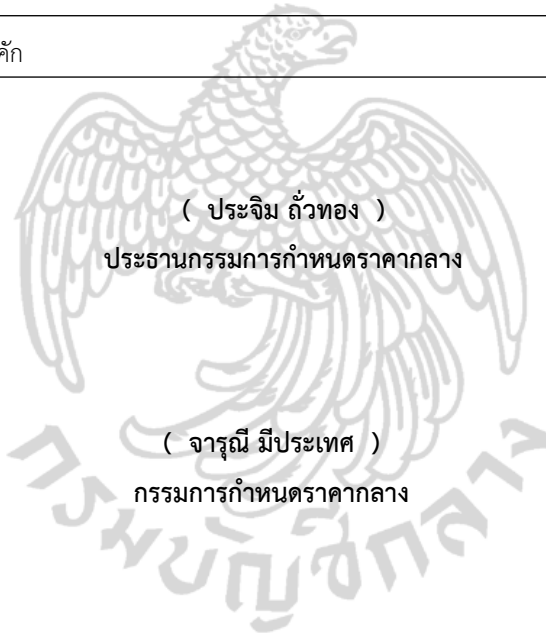 คัก
( ประจิม ถั่วทอง )
ประธานกรรมการกำหนดราคากลาง
( จารุณี มีประเทศ )
กรรมการกำหนดราคากลาง
กรมบัญชีกลาง